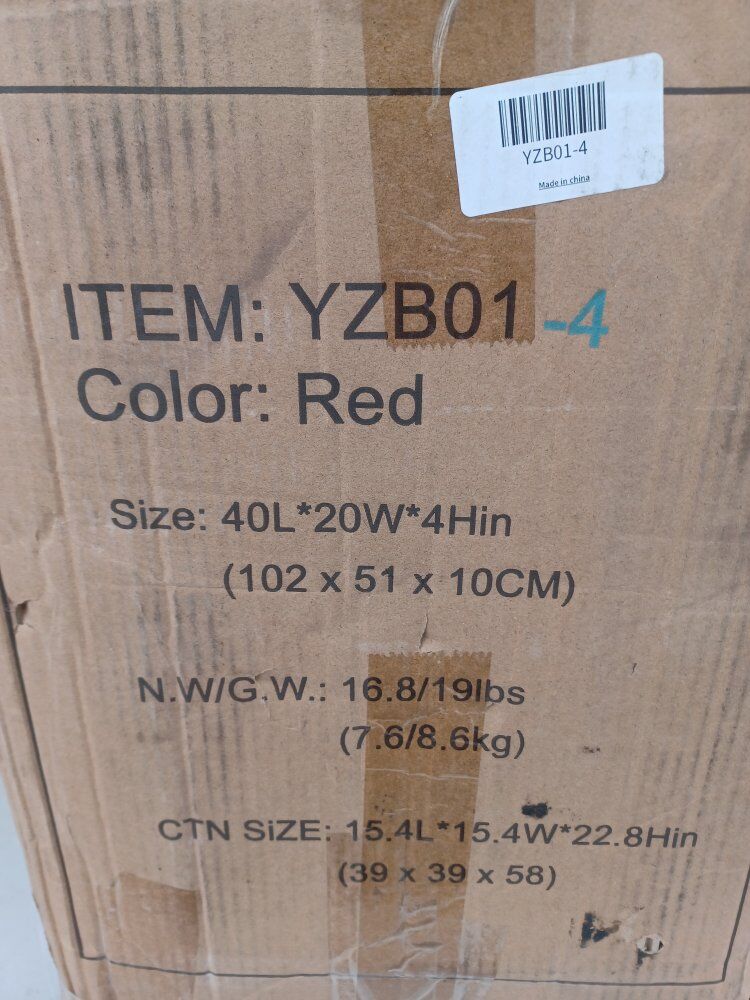 YZB01-4
Made in china
ITEM: YZB01 -4
Color: Red
Size: 40L*20W*4Hin
(102 x 51 x 10CM)
N.W/G.W.: 16.8/19lbs
(7.6/8.6kg)
CTN SiZE: 15.4L*15.4W*22.8Hin
(39 x 39 x 58)